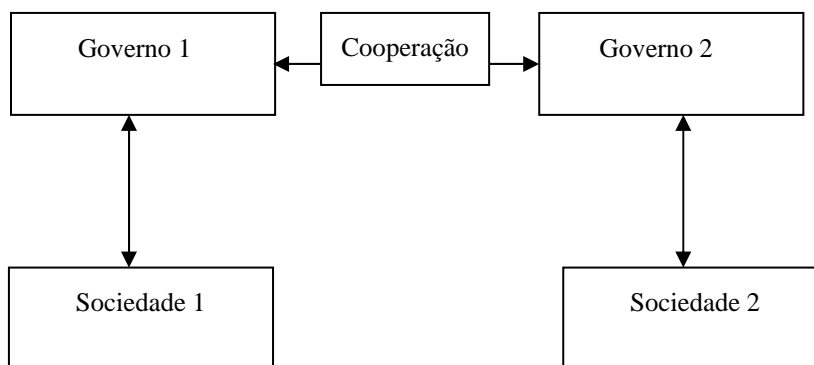 Governo 1
Cooperação
Governo 2
Sociedade 1
Sociedade 2